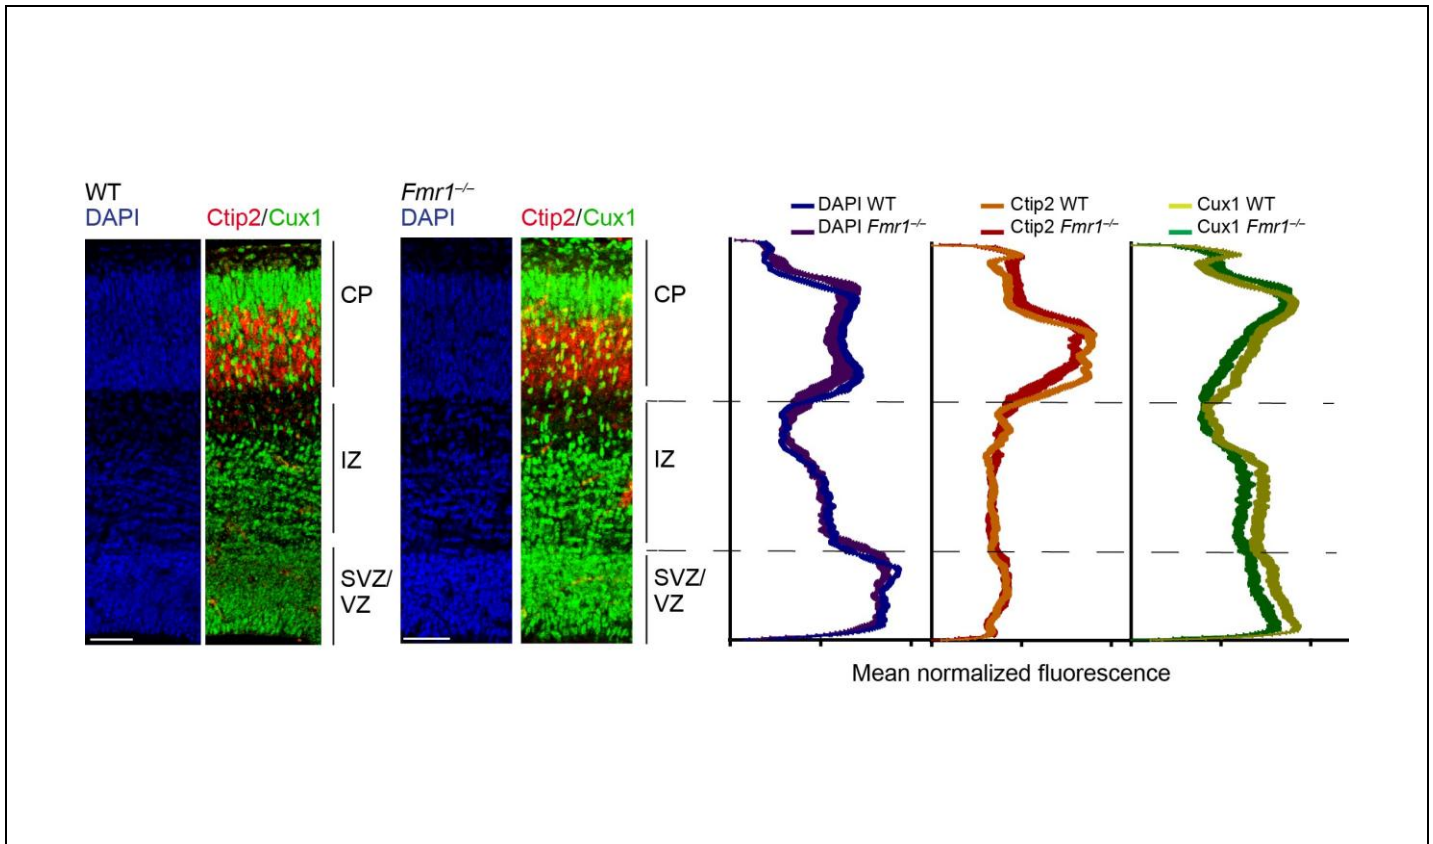 WT
DAPI
Ctip2/Cux1
Fmr1–/–
DAPI
Ctip2/Cux1
CP
IZ
SVZ/
VZ
CP
IZ
SVZ/
VZ
DAPI WT
DAPI Fmr1–/–
Ctip2 WT
Ctip2 Fmr1–/–
Cux1 WT
Cux1 Fmr1–/–
Mean normalized fluorescence